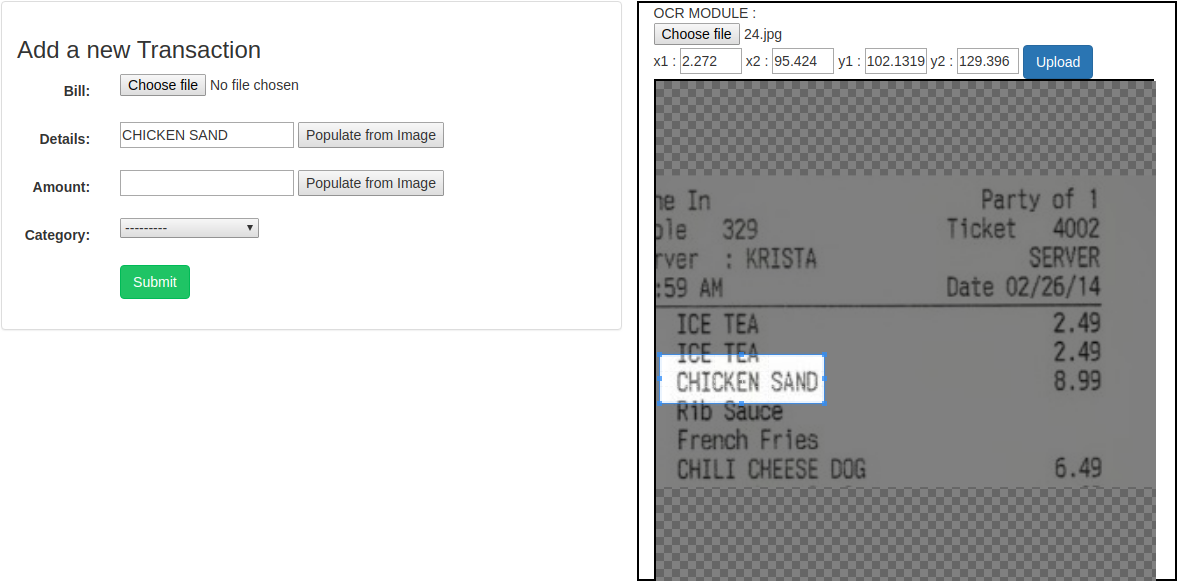 Add a new Transaction
Bill: Choose file No file chosen
Details: CHICKEN SAND Populate from Image
Amount: Populate from Image
Category: ---------
Submit
OCR MODULE :
Choose file 24.jpg
x1 : 2.272 x2 : 95.424 y1 : 102.1319 y2 : 129.396 Upload
ne In Party of 1
ble 329 Ticket 4002
rver : KRISTA SERVER
:59 AM Date 02/26/14
ICE TEA 2.49
ICE TEA 2.49
CHICKEN SAND 8.99
Rib Sauce
French Fries
CHILI CHEESE DOG 6.49